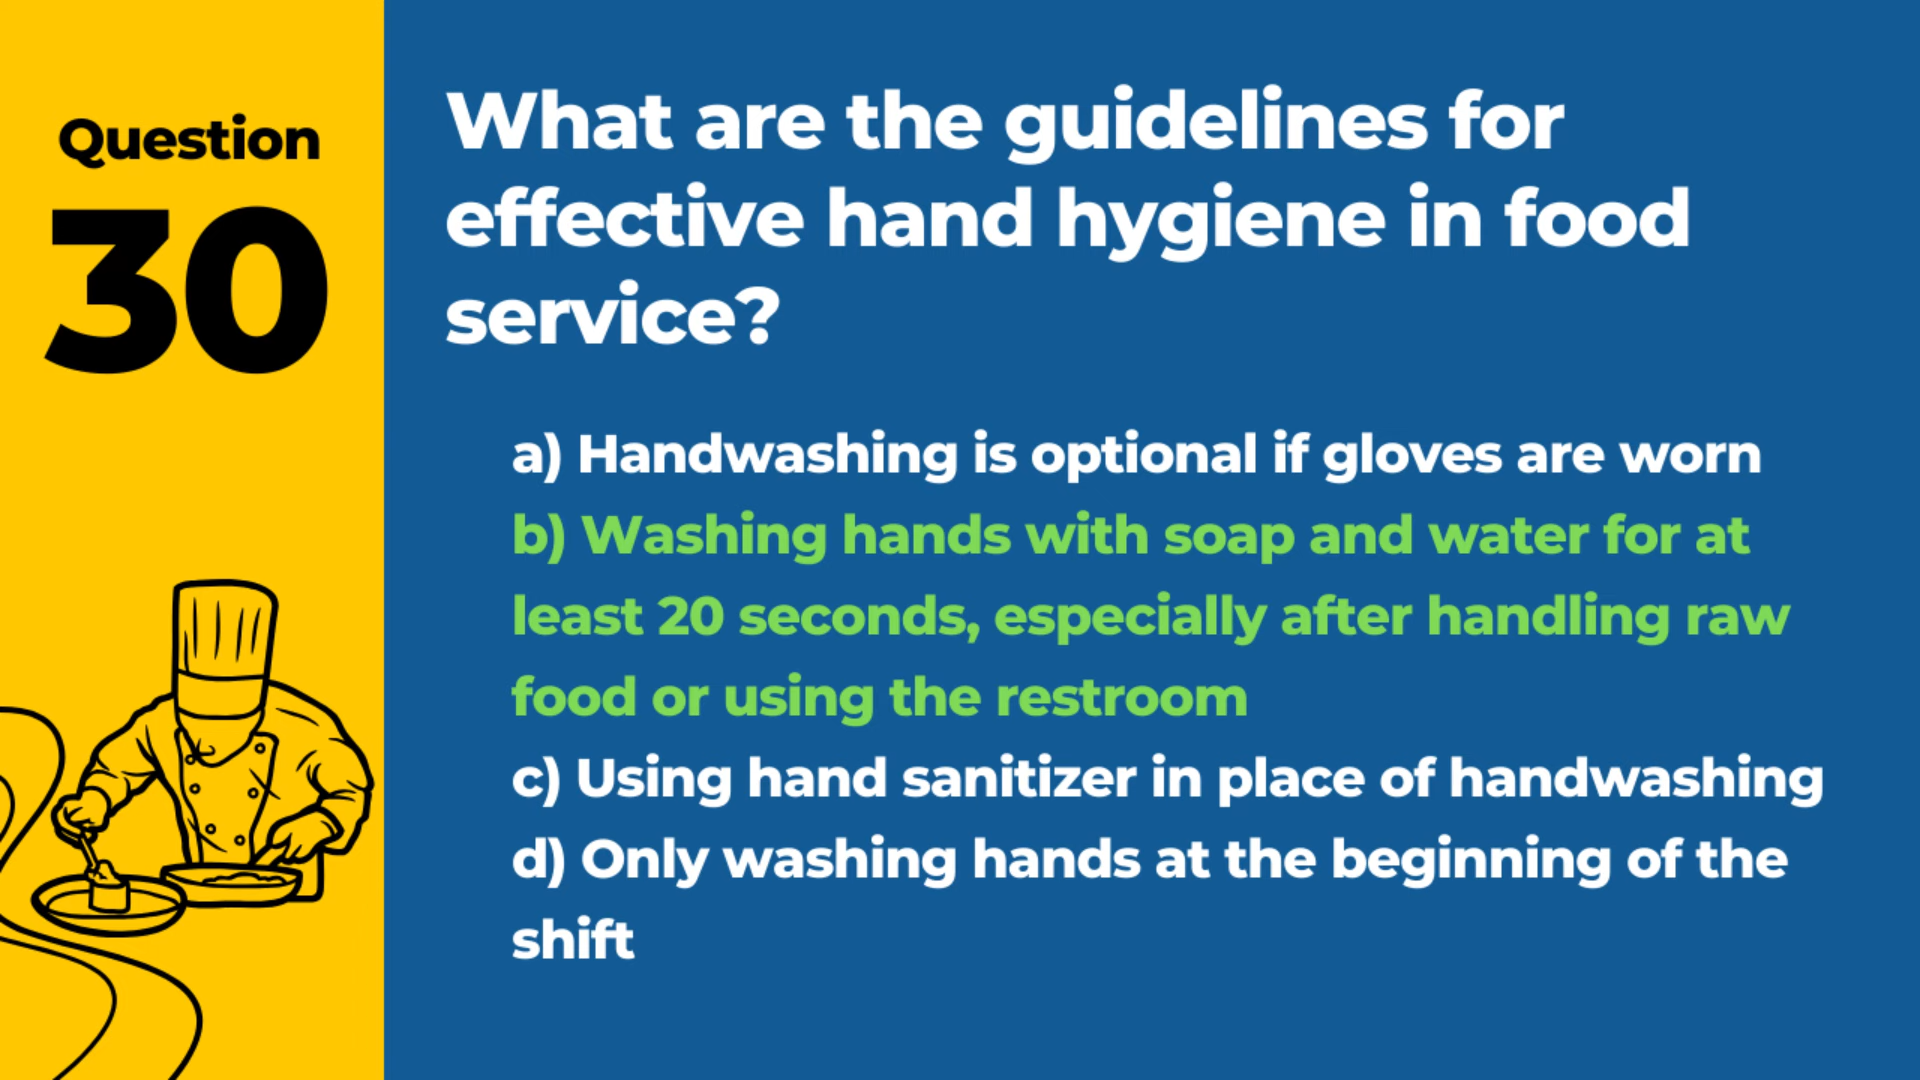 Question
30
What are the guidelines for
effective hand hygiene in food
service?
a) Handwashing is optional if gloves are worn
b) Washing hands with soap and water for at
least 20 seconds, especially after handling raw
food or using the restroom
c) Using hand sanitizer in place of handwashing
d) Only washing hands at the beginning of the
shift